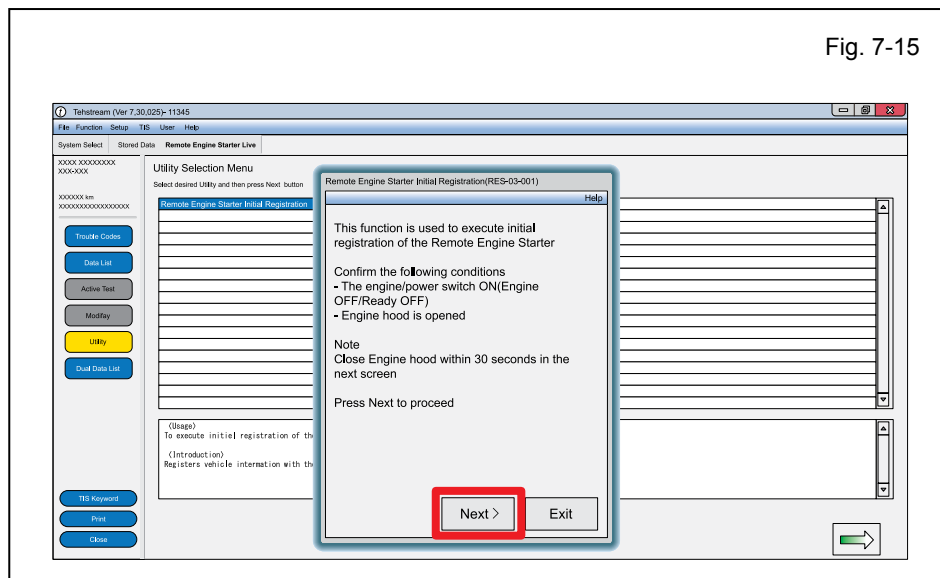 Fig. 7-15
Tehstream (Ver 7,30,025)- 11345
File Function Setup TIS User Help
System Select Stored Data Remote Engine Starter Live
XXXX XXXXXXXX
XXX-XXX
XXXXXX km
XXXXXXXXXXXXXXXXX
Trouble Codes
Data List
Active Test
Modifay
Utility
Dual Data List
TIS Keyword
Print
Close
Utility Selection Menu
Select desired Utility and then press Next button
Remote Engine Starter Initial Registration
(Usage)
To execute initiel registration of th
(Introduction)
Registers vehicle intermation with th
Remote Engine Starter Initial Registration(RES-03-001)
Help
This function is used to execute initial
registration of the Remote Engine Starter
Confirm the following conditions
- The engine/power switch ON(Engine
OFF/Ready OFF)
- Engine hood is opened
Note
Close Engine hood within 30 seconds in the
next screen
Press Next to proceed
Next >
Exit